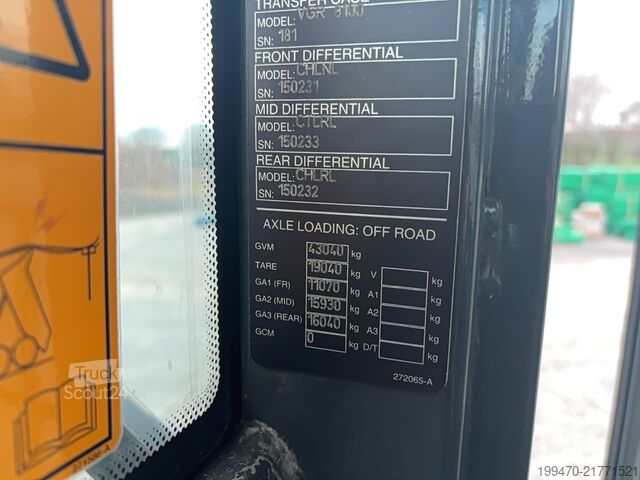 TRANSFER CASE
MODEL: VGR 8100
SN: 181
FRONT DIFFERENTIAL
MODEL: CHLNL
SN: 150231
MID DIFFERENTIAL
MODEL: CTLRL
SN: 150233
REAR DIFFERENTIAL
MODEL: CHLRL
SN: 150232
AXLE LOADING: OFF ROAD
GVM 43040 kg
TARE 19040 kg V kg
GA1 (FR) 11070 kg A1 kg
GA2 (MID) 15930 kg A2 kg
GA3 (REAR) 16040 kg A3 kg
GCM 0 kg D/T kg
272065-A
271586-A
Truck
Scout24
199470-21771521